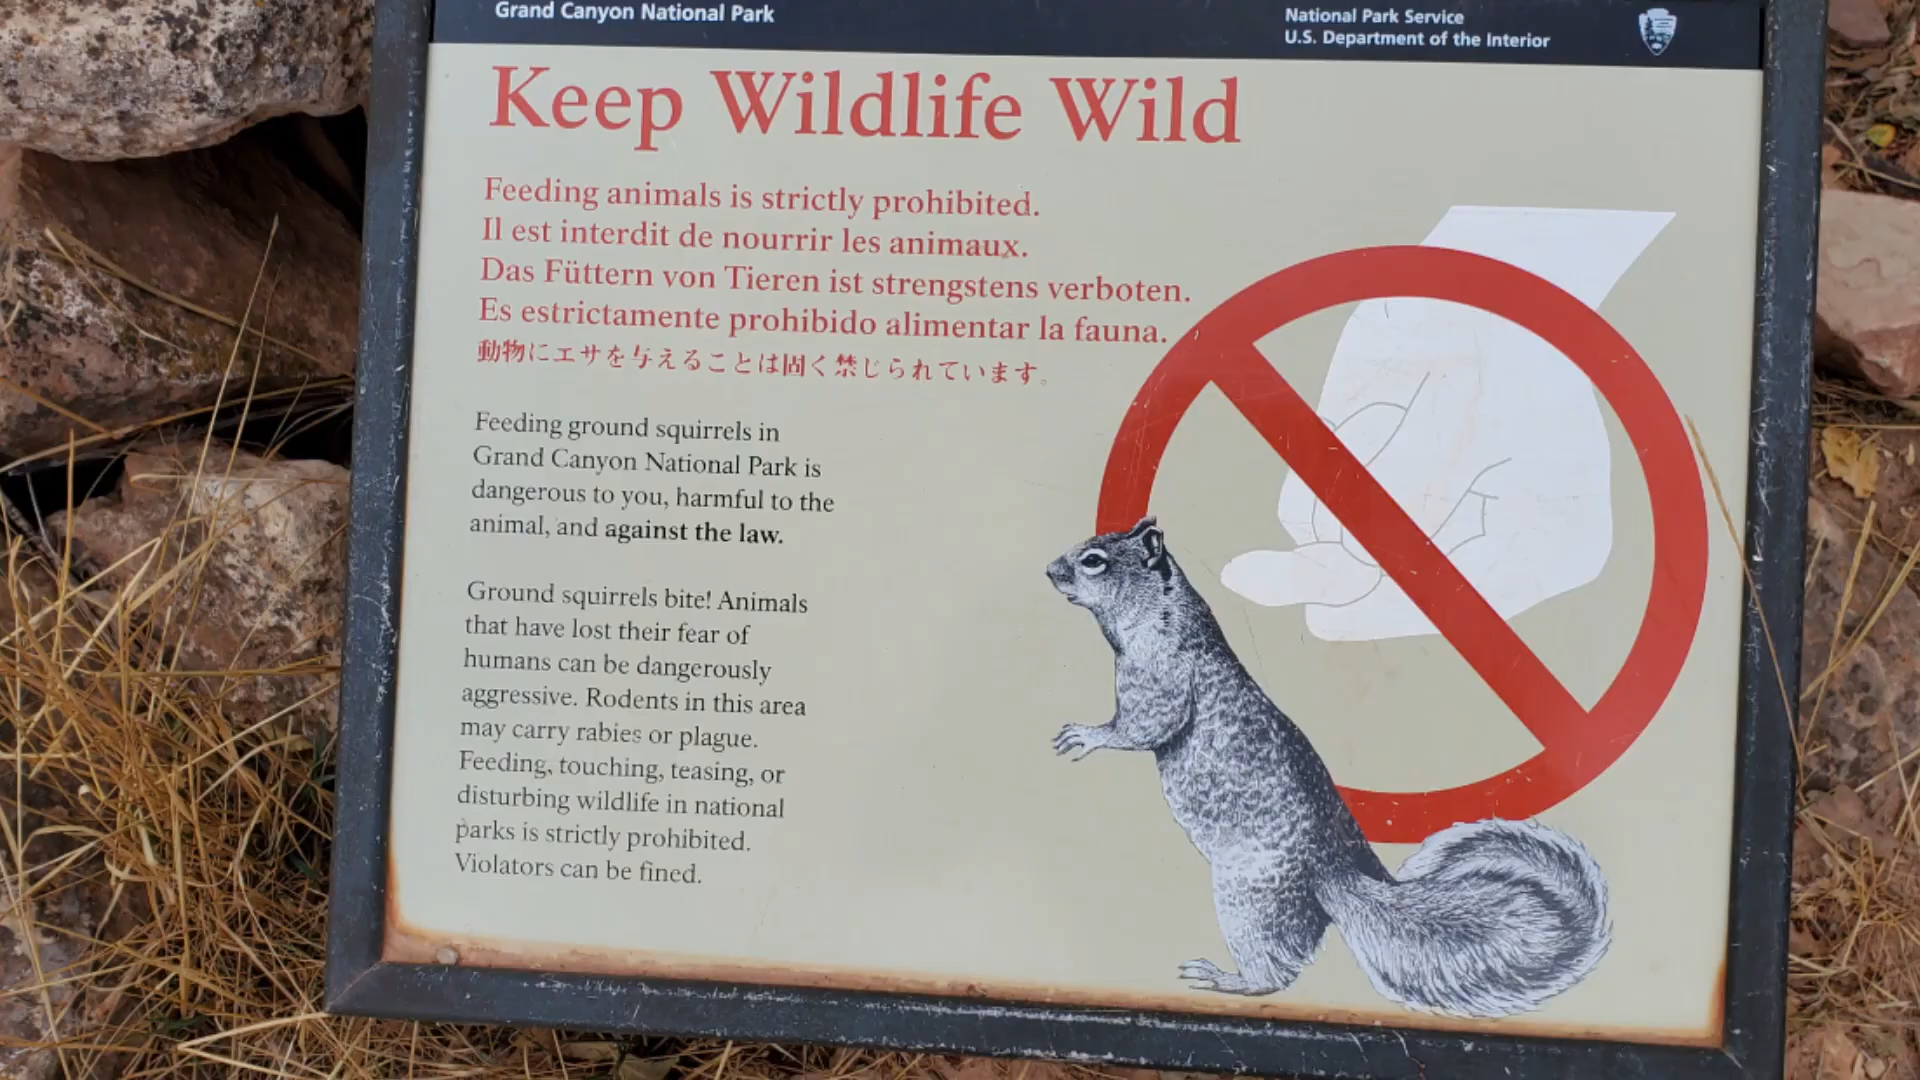 Grand Canyon National Park
National Park Service
U.S. Department of the Interior
Keep Wildlife Wild
Feeding animals is strictly prohibited.
Il est interdit de nourrir les animaux.
Das Füttern von Tieren ist strengstens verboten.
Es estrictamente prohibido alimentar la fauna.
動物にエサを与えることは固く禁じられています。
Feeding ground squirrels in
Grand Canyon National Park is
dangerous to you, harmful to the
animal, and against the law.
Ground squirrels bite! Animals
that have lost their fear of
humans can be dangerously
aggressive. Rodents in this area
may carry rabies or plague.
Feeding, touching, teasing, or
disturbing wildlife in national
parks is strictly prohibited.
Violators can be fined.